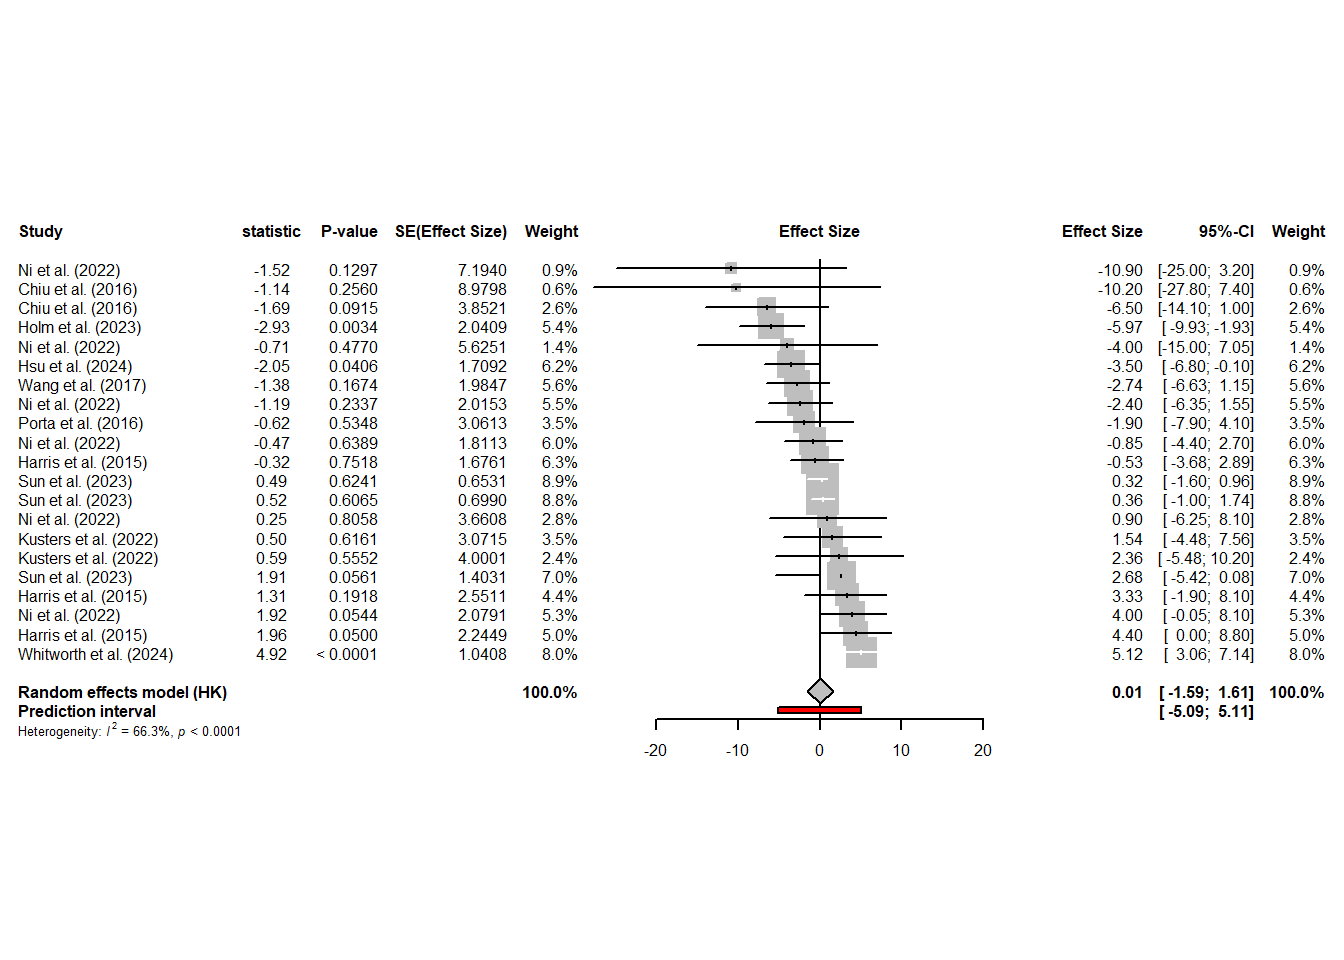 Study statistic P-value SE(Effect Size) Weight Effect Size Effect Size 95%-CI Weight
Ni et al. (2022) -1.52 0.1297 7.1940 0.9% -10.90 [-25.00; 3.20] 0.9%
Chiu et al. (2016) -1.14 0.2560 8.9798 0.6% -10.20 [-27.80; 7.40] 0.6%
Chiu et al. (2016) -1.69 0.0915 3.8521 2.6% -6.50 [-14.10; 1.00] 2.6%
Holm et al. (2023) -2.93 0.0034 2.0409 5.4% -5.97 [ -9.93; -1.93] 5.4%
Ni et al. (2022) -0.71 0.4770 5.6251 1.4% -4.00 [-15.00; 7.05] 1.4%
Hsu et al. (2024) -2.05 0.0406 1.7092 6.2% -3.50 [ -6.80; -0.10] 6.2%
Wang et al. (2017) -1.38 0.1674 1.9847 5.6% -2.74 [ -6.63; 1.15] 5.6%
Ni et al. (2022) -1.19 0.2337 2.0153 5.5% -2.40 [ -6.35; 1.55] 5.5%
Porta et al. (2016) -0.62 0.5348 3.0613 3.5% -1.90 [ -7.90; 4.10] 3.5%
Ni et al. (2022) -0.47 0.6389 1.8113 6.0% -0.85 [ -4.40; 2.70] 6.0%
Harris et al. (2015) -0.32 0.7518 1.6761 6.3% -0.53 [ -3.68; 2.89] 6.3%
Sun et al. (2023) 0.49 0.6241 0.6531 8.9% 0.32 [ -1.60; 0.96] 8.9%
Sun et al. (2023) 0.52 0.6065 0.6990 8.8% 0.36 [ -1.00; 1.74] 8.8%
Ni et al. (2022) 0.25 0.8058 3.6608 2.8% 0.90 [ -6.25; 8.10] 2.8%
Kusters et al. (2022) 0.50 0.6161 3.0715 3.5% 1.54 [ -4.48; 7.56] 3.5%
Kusters et al. (2022) 0.59 0.5552 4.0001 2.4% 2.36 [ -5.48; 10.20] 2.4%
Sun et al. (2023) 1.91 0.0561 1.4031 7.0% 2.68 [ -5.42; 0.08] 7.0%
Harris et al. (2015) 1.31 0.1918 2.5511 4.4% 3.33 [ -1.90; 8.10] 4.4%
Ni et al. (2022) 1.92 0.0544 2.0791 5.3% 4.00 [ -0.05; 8.10] 5.3%
Harris et al. (2015) 1.96 0.0500 2.2449 5.0% 4.40 [ 0.00; 8.80] 5.0%
Whitworth et al. (2024) 4.92 < 0.0001 1.0408 8.0% 5.12 [ 3.06; 7.14] 8.0%
Random effects model (HK) 100.0% 0.01 [ -1.59; 1.61] 100.0%
Prediction interval [ -5.09; 5.11]
Heterogeneity: I² = 66.3%, p < 0.0001
-20 -10 0 10 20